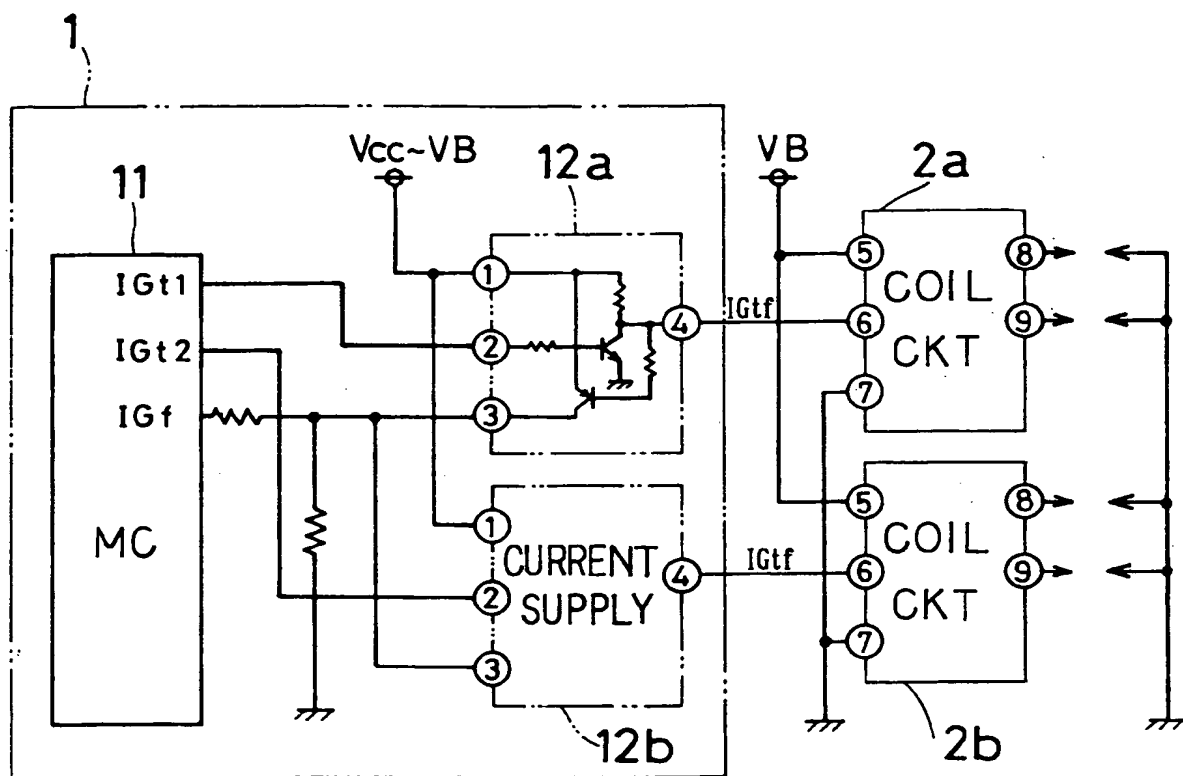 1
11
Vcc~VB
12a
VB
2a
IGt1
IGt2
IGf
MC
①
②
③
④
IGtf
⑤
⑥
⑦
⑧
⑨
COIL
CKT
①
②
③
④
CURRENT
SUPPLY
IGtf
⑤
⑥
⑦
⑧
⑨
COIL
CKT
12b
2b